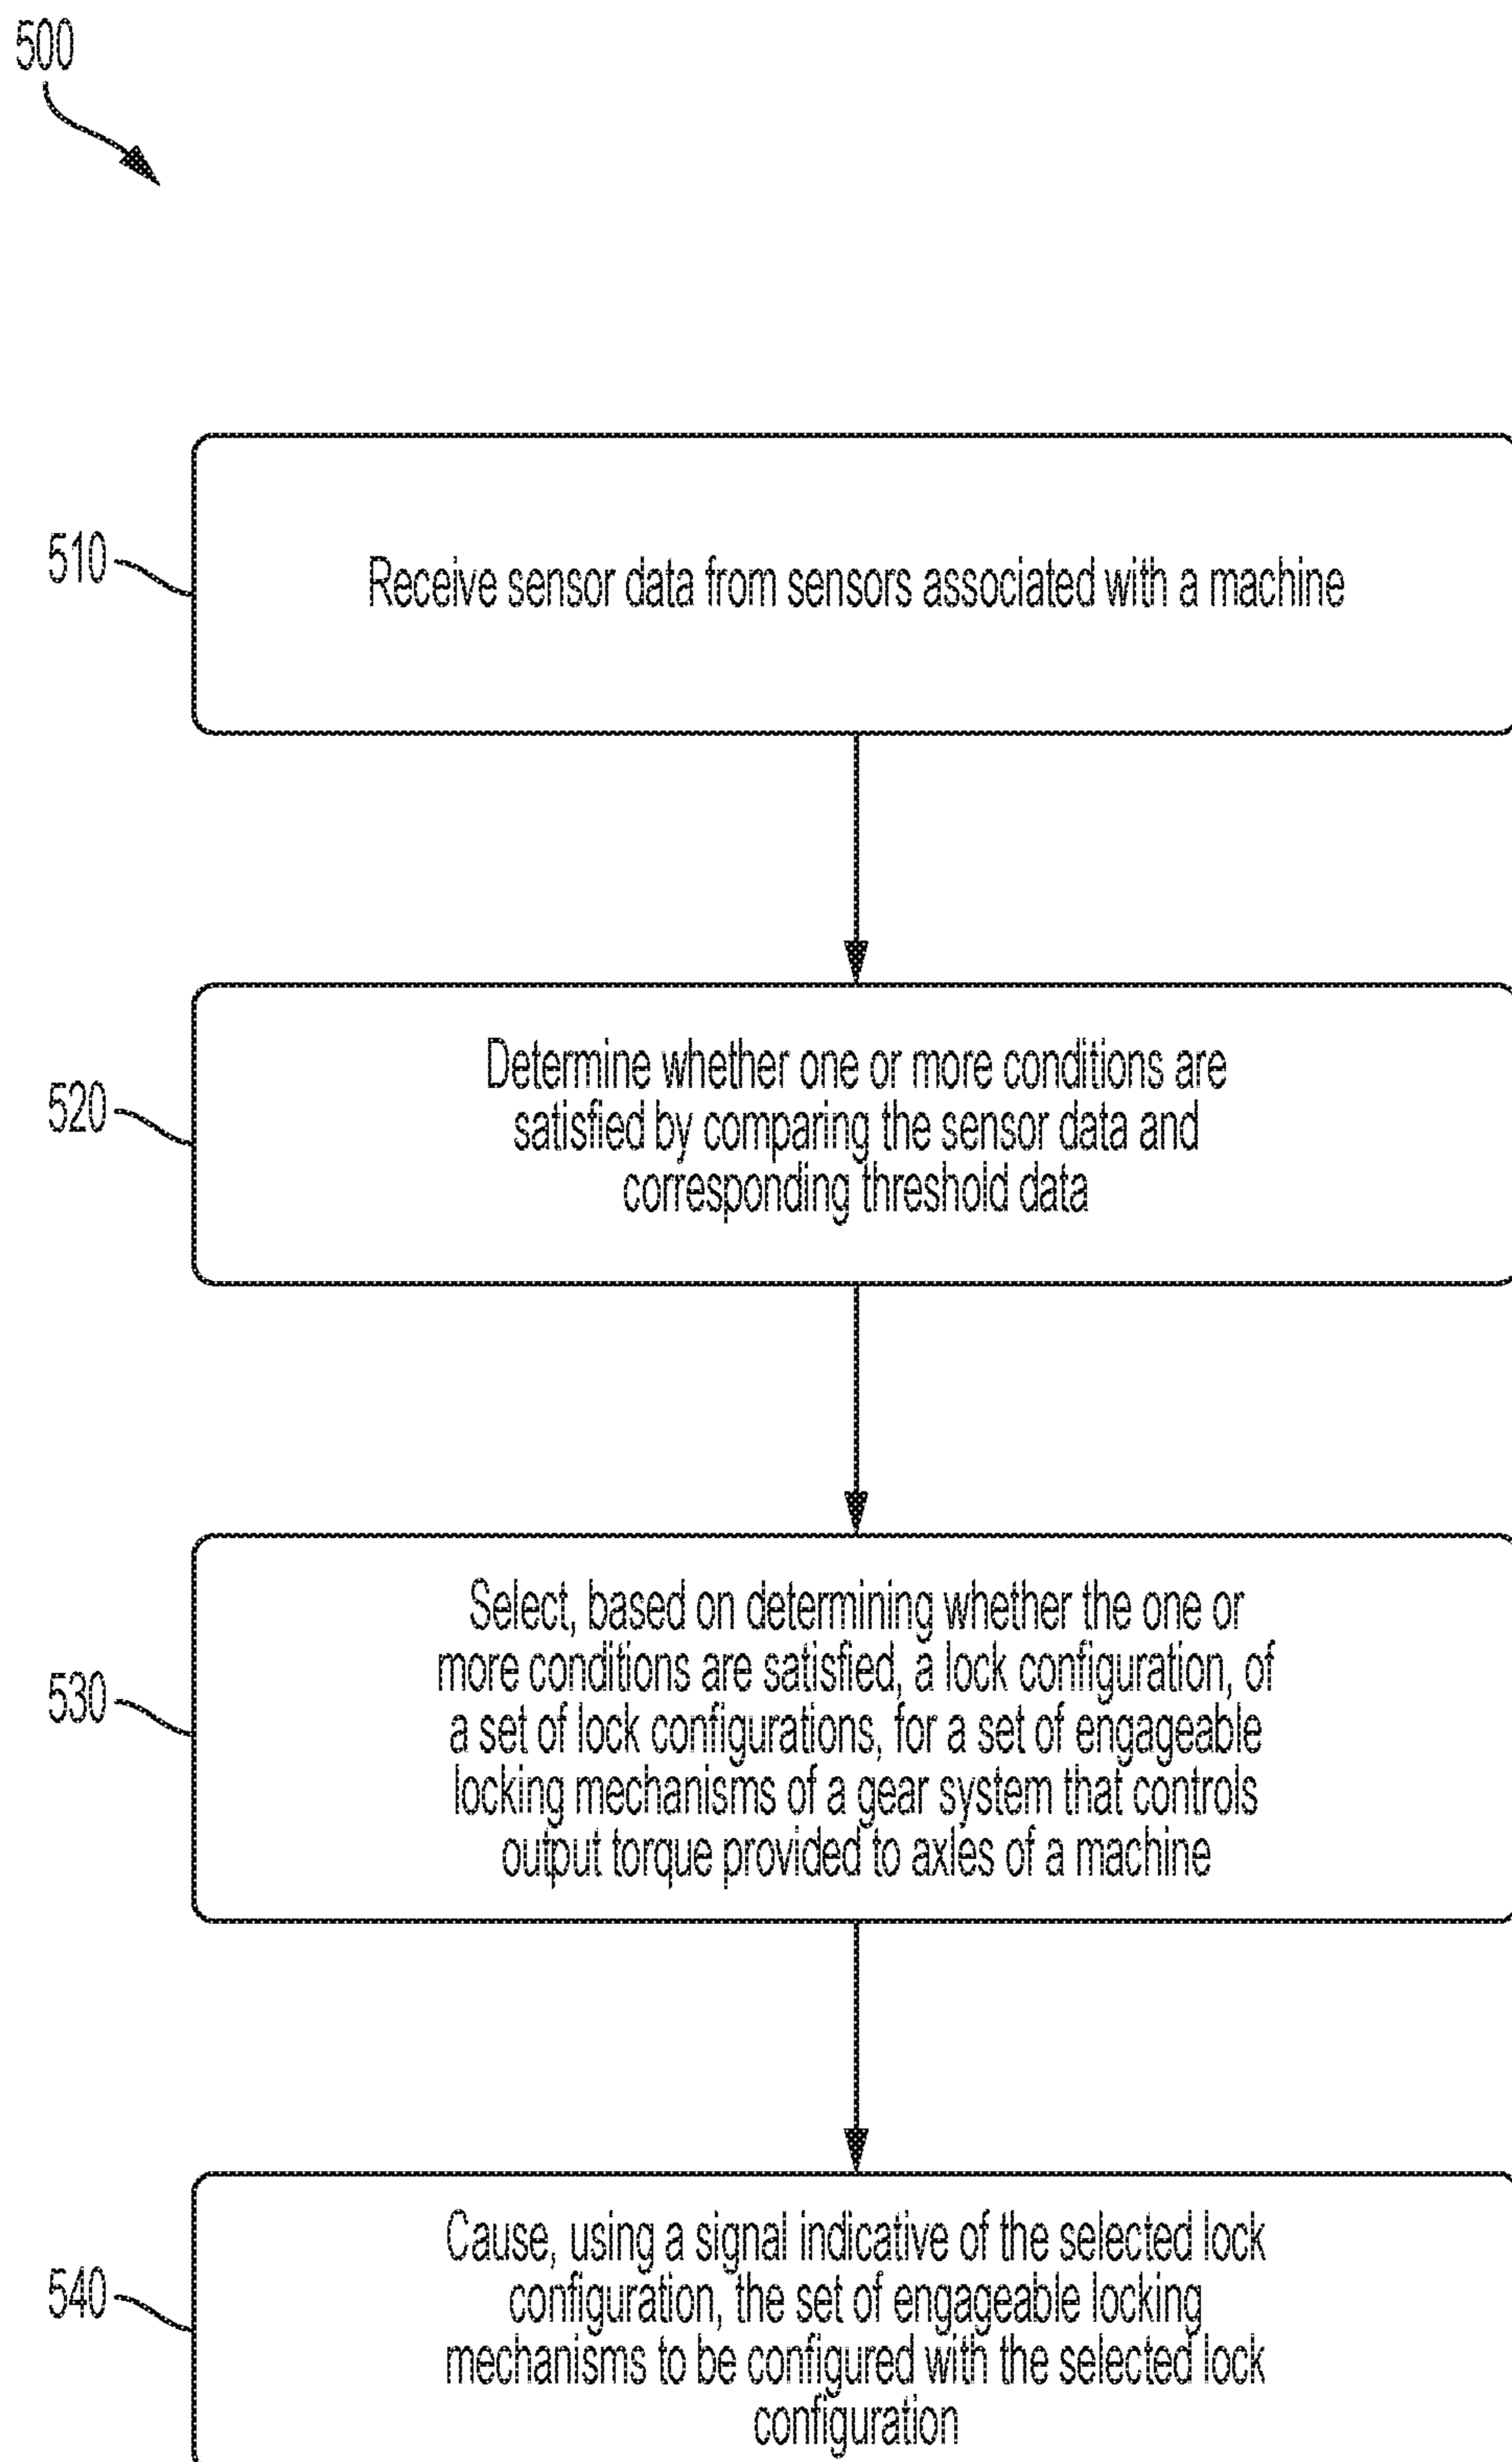 500
510
Receive sensor data from sensors associated with a machine
520
Determine whether one or more conditions are
satisfied by comparing the sensor data and
corresponding threshold data
530
Select, based on determining whether the one or
more conditions are satisfied, a lock configuration, of
a set of lock configurations, for a set of engageable
locking mechanisms of a gear system that controls
output torque provided to axles of a machine
540
Cause, using a signal indicative of the selected lock
configuration, the set of engageable locking
mechanisms to be configured with the selected lock
configuration